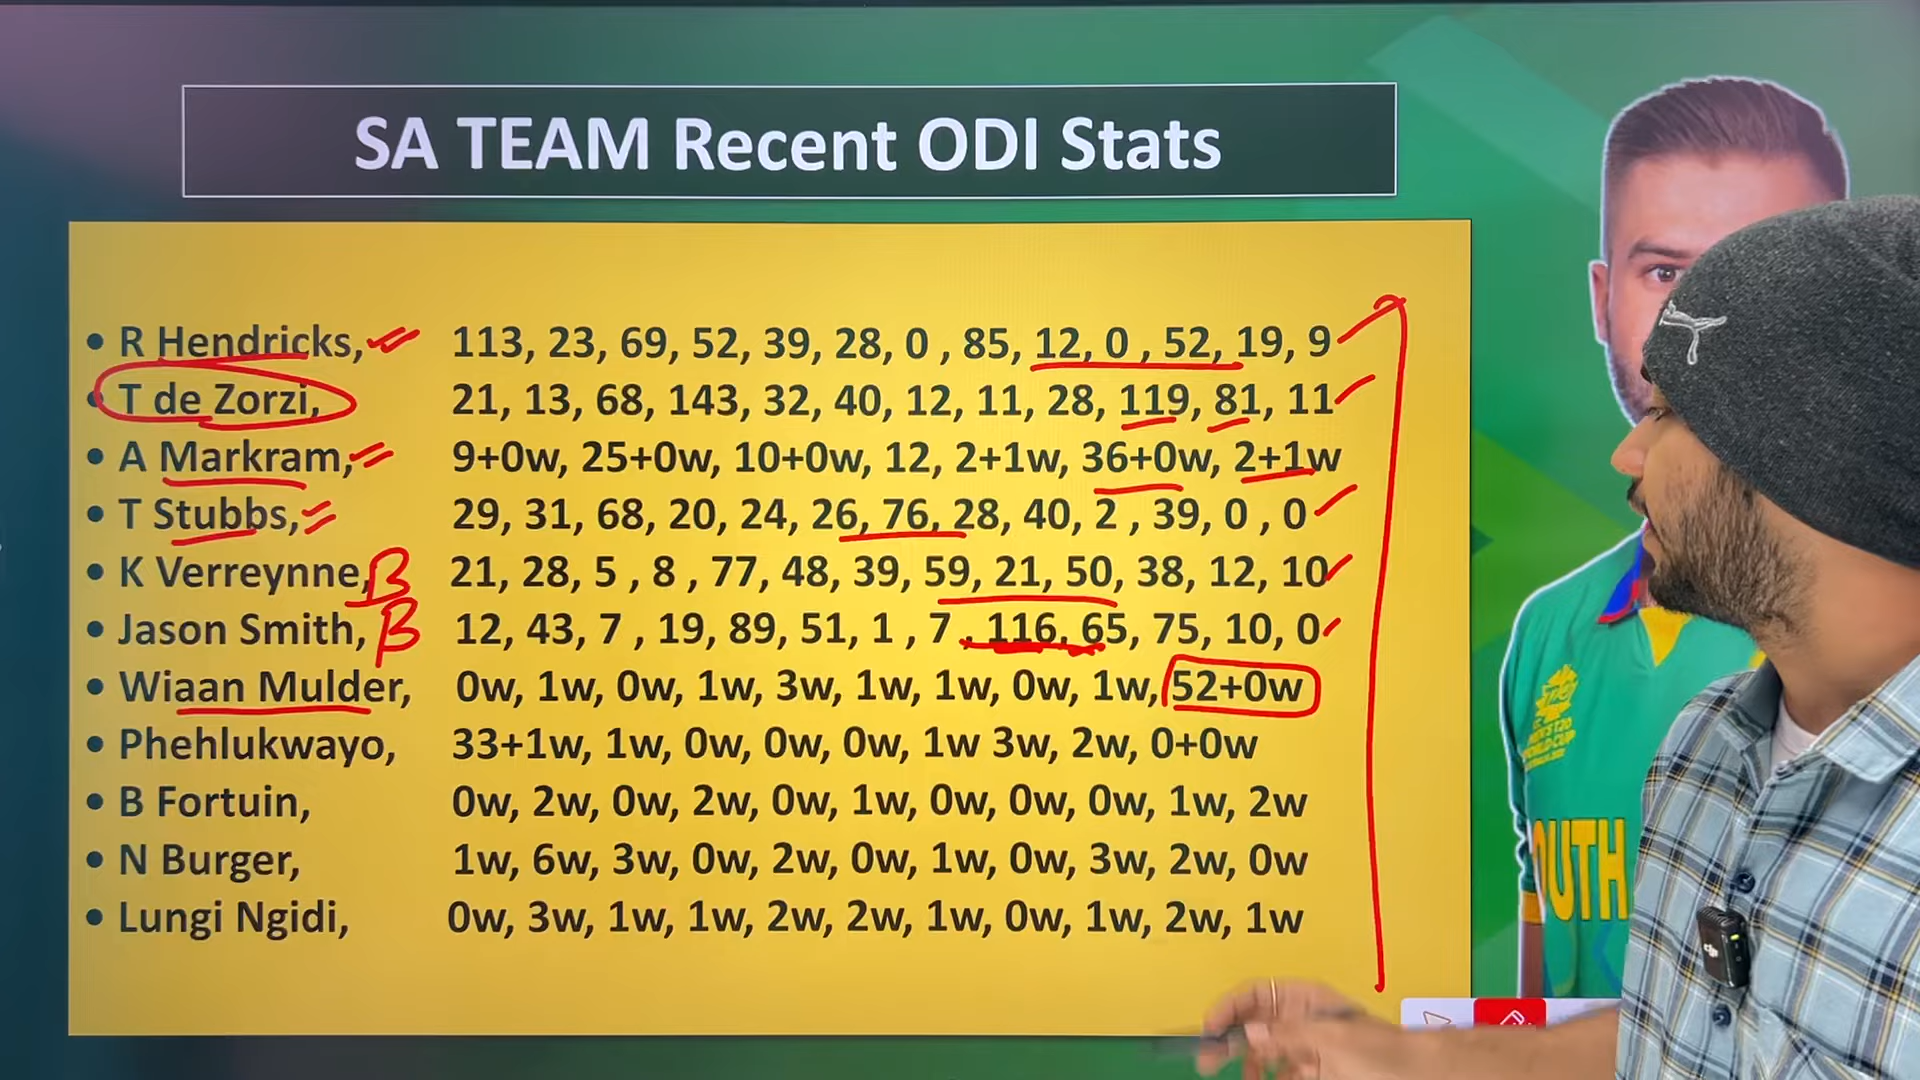 SA TEAM Recent ODI Stats
• R Hendricks, 113, 23, 69, 52, 39, 28, 0 , 85, 12, 0 , 52, 19, 9
• T de Zorzi, 21, 13, 68, 143, 32, 40, 12, 11, 28, 119, 81, 11
• A Markram, 9+0w, 25+0w, 10+0w, 12, 2+1w, 36+0w, 2+1w
• T Stubbs, 29, 31, 68, 20, 24, 26, 76, 28, 40, 2 , 39, 0 , 0
• K Verreynne, B 21, 28, 5 , 8 , 77, 48, 39, 59, 21, 50, 38, 12, 10
• Jason Smith, B 12, 43, 7 , 19, 89, 51, 1 , 7 , 116, 65, 75, 10, 0
• Wiaan Mulder, 0w, 1w, 0w, 1w, 3w, 1w, 1w, 0w, 1w, 52+0w
• Phehlukwayo, 33+1w, 1w, 0w, 0w, 0w, 1w 3w, 2w, 0+0w
• B Fortuin, 0w, 2w, 0w, 2w, 0w, 1w, 0w, 0w, 0w, 1w, 2w
• N Burger, 1w, 6w, 3w, 0w, 2w, 0w, 1w, 0w, 3w, 2w, 0w
• Lungi Ngidi, 0w, 3w, 1w, 1w, 2w, 2w, 1w, 0w, 1w, 2w, 1w
OUTH